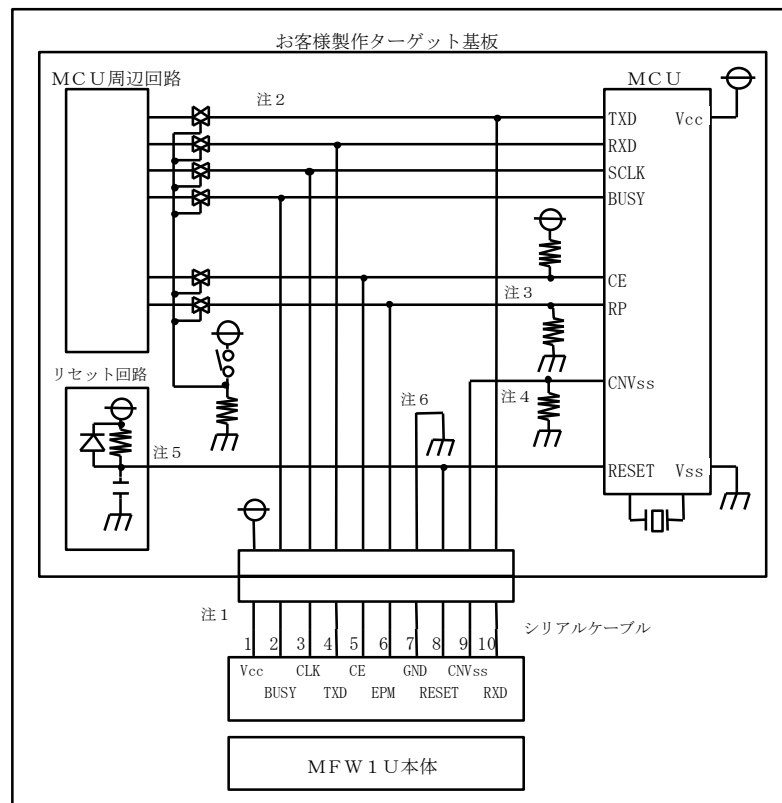 お客様製作ターゲット基板
MCU周辺回路
MCU
注2
TXD Vcc
RXD
SCLK
BUSY
CE
注3
RP
リセット回路
CNVss
注4
注6
注5
RESET Vss
注1
シリアルケーブル
1 2 3 4 5 6 7 8 9 10
Vcc CLK CE GND CNVss
BUSY TXD EPM RESET RXD
MFW1U本体